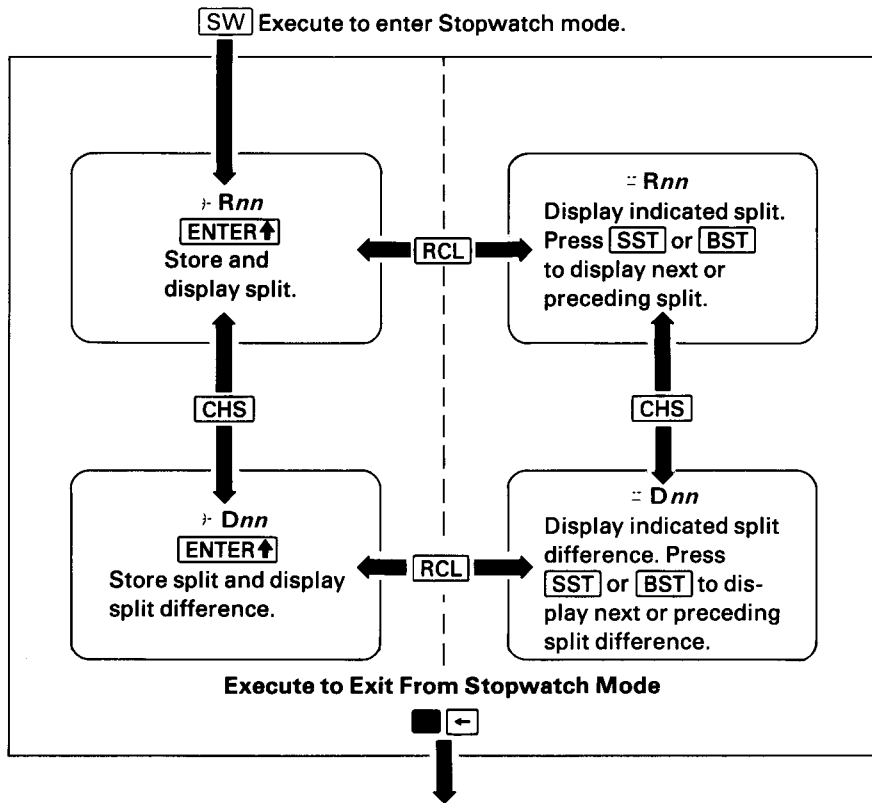 SW Execute to enter Stopwatch mode.
⊦ Rnn
ENTER↑
Store and
display split.
RCL
= Rnn
Display indicated split.
Press SST or BST
to display next or
preceding split.
CHS
CHS
⊦ Dnn
ENTER↑
Store split and display
split difference.
RCL
= Dnn
Display indicated split
difference. Press
SST or BST to dis-
play next or preceding
split difference.
Execute to Exit From Stopwatch Mode
←